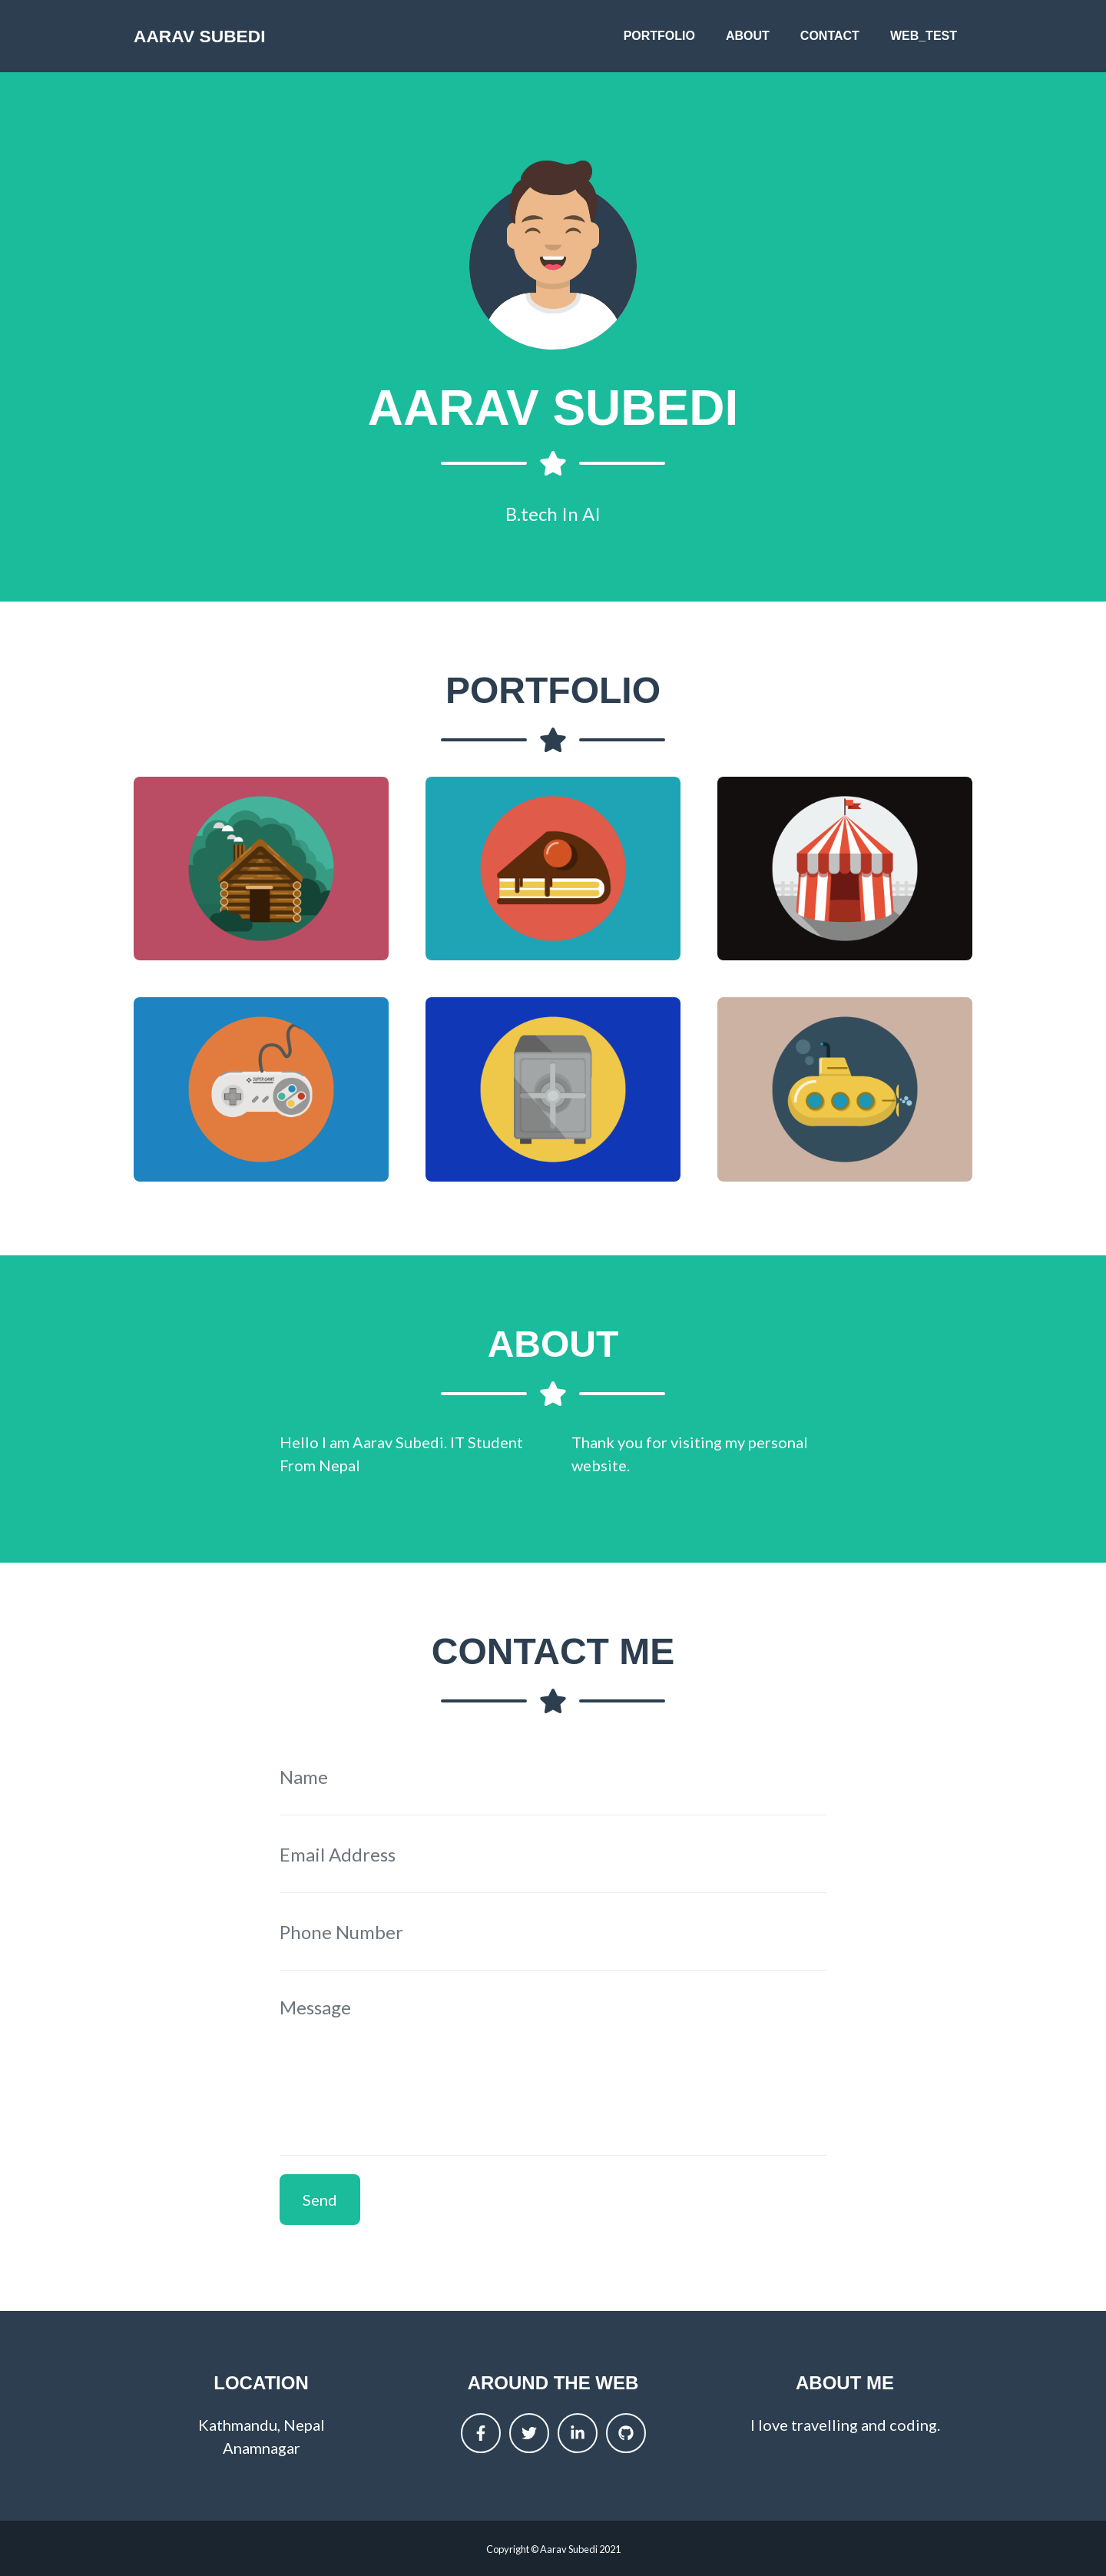 AARAV SUBEDI
PORTFOLIO
ABOUT
CONTACT
WEB_TEST
AARAV SUBEDI
B.tech In AI
PORTFOLIO
SUPER GAME
ABOUT
Hello I am Aarav Subedi. IT Student
From Nepal
Thank you for visiting my personal
website.
CONTACT ME
Name
Email Address
Phone Number
Message
Send
LOCATION
Kathmandu, Nepal
Anamnagar
AROUND THE WEB
ABOUT ME
I love travelling and coding.
Copyright © Aarav Subedi 2021